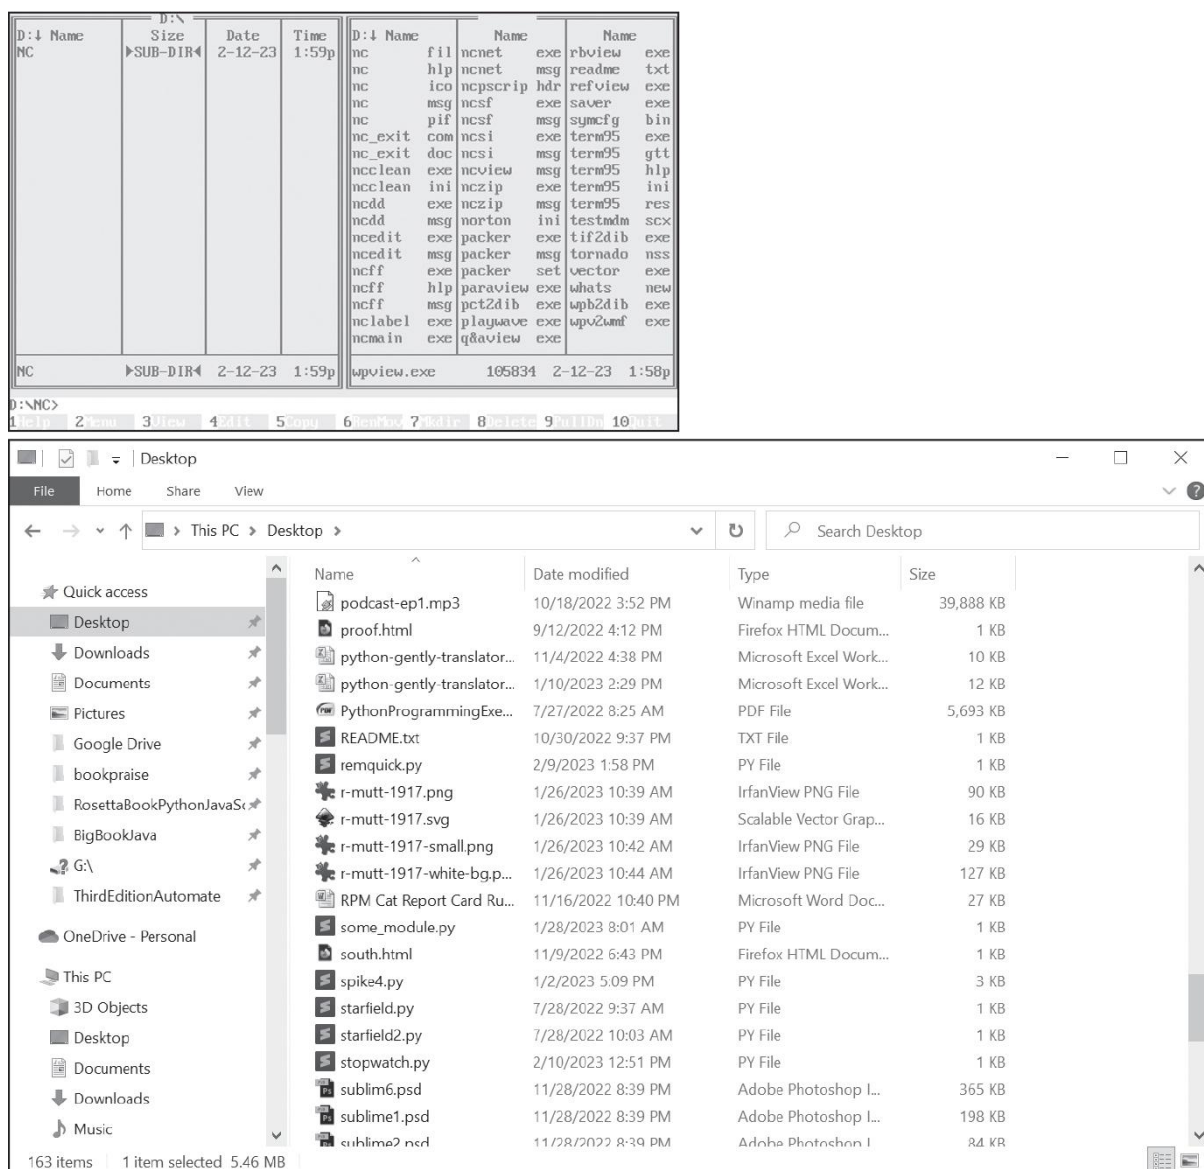 D:\
D:↓ Name Size Date Time D:↓ Name Name Name
NC ►SUB-DIR◄ 2-12-23 1:59p nc fil ncnet exe rbview exe
nc hlp ncnet msg readme txt
nc ico ncpscrip hdr refview exe
nc msg ncsf exe saver exe
nc pif ncsf msg symcfg bin
nc_exit com ncsi exe term95 exe
nc_exit doc ncsi msg term95 gtt
ncclean exe ncview msg term95 hlp
ncclean ini nczip exe term95 ini
ncdd exe nczip msg term95 res
ncdd msg norton ini testmdm scx
ncedit exe packer exe tif2dib exe
ncedit msg packer msg tornado nss
ncff exe packer set vector exe
ncff hlp paraview exe whats new
ncff msg pct2dib exe wpb2dib exe
nclabel exe playwave exe wpv2wmf exe
ncmain exe q&aview exe
NC ►SUB-DIR◄ 2-12-23 1:59p wpview.exe 105834 2-12-23 1:58p
D:\NC>
1Help 2Menu 3View 4Edit 5Copy 6RenMov 7Mkdir 8Delete 9PullDn 10Quit
Desktop
File Home Share View
This PC > Desktop > Search Desktop
Name Date modified Type Size
Quick access
Desktop
Downloads
Documents
Pictures
Google Drive
bookpraise
RosettaBookPythonJavaSc
BigBookJava
G:\
ThirdEditionAutomate
OneDrive - Personal
This PC
3D Objects
Desktop
Documents
Downloads
Music
podcast-ep1.mp3 10/18/2022 3:52 PM Winamp media file 39,888 KB
proof.html 9/12/2022 4:12 PM Firefox HTML Docum... 1 KB
python-gently-translator... 11/4/2022 4:38 PM Microsoft Excel Work... 10 KB
python-gently-translator... 1/10/2023 2:29 PM Microsoft Excel Work... 12 KB
PythonProgrammingExe... 7/27/2022 8:25 AM PDF File 5,693 KB
README.txt 10/30/2022 9:37 PM TXT File 1 KB
remquick.py 2/9/2023 1:58 PM PY File 1 KB
r-mutt-1917.png 1/26/2023 10:39 AM IrfanView PNG File 90 KB
r-mutt-1917.svg 1/26/2023 10:39 AM Scalable Vector Grap... 16 KB
r-mutt-1917-small.png 1/26/2023 10:42 AM IrfanView PNG File 29 KB
r-mutt-1917-white-bg.p... 1/26/2023 10:44 AM IrfanView PNG File 127 KB
RPM Cat Report Card Ru... 11/16/2022 10:40 PM Microsoft Word Doc... 27 KB
some_module.py 1/28/2023 8:01 AM PY File 1 KB
south.html 11/9/2022 6:43 PM Firefox HTML Docum... 1 KB
spike4.py 1/2/2023 5:09 PM PY File 3 KB
starfield.py 7/28/2022 9:37 AM PY File 1 KB
starfield2.py 7/28/2022 10:03 AM PY File 1 KB
stopwatch.py 2/10/2023 12:51 PM PY File 1 KB
sublim6.psd 11/28/2022 8:39 PM Adobe Photoshop I... 365 KB
sublime1.psd 11/28/2022 8:39 PM Adobe Photoshop I... 198 KB
sublime2.psd 11/28/2022 8:39 PM Adobe Photoshop I... 84 KB
163 items 1 item selected 5.46 MB